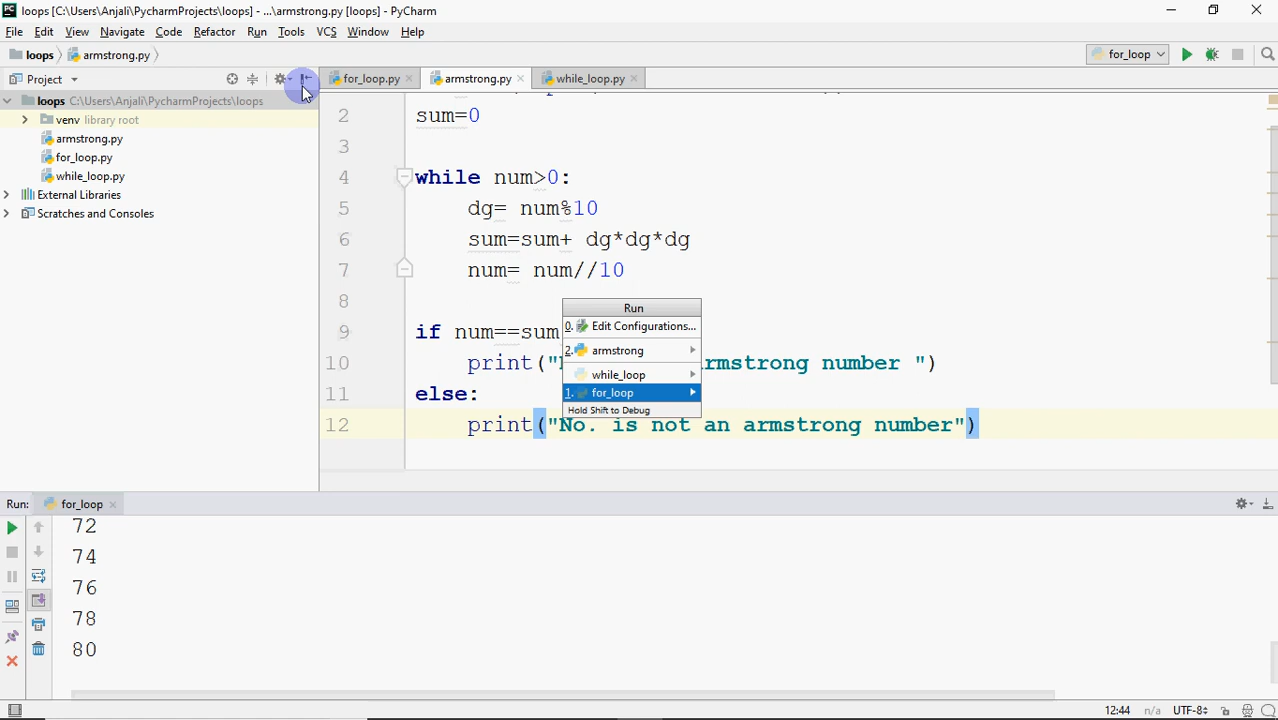 loops [C:\Users\Anjali\PycharmProjects\loops] - ...\armstrong.py [loops] - PyCharm
File Edit View Navigate Code Refactor Run Tools VCS Window Help
loops armstrong.py for_loop
Project for_loop.py armstrong.py while_loop.py
loops C:\Users\Anjali\PycharmProjects\loops
venv library root
armstrong.py
for_loop.py
while_loop.py
External Libraries
Scratches and Consoles
2 sum=0
3
4 while num>0:
5 dg= num%10
6 sum=sum+ dg*dg*dg
7 num= num//10
8
9 if num==sum
10 print(" rmstrong number ")
11 else:
12 print("No. is not an armstrong number")
Run
0. Edit Configurations...
2. armstrong
while_loop
1. for_loop
Hold Shift to Debug
Run: for_loop
72
74
76
78
80
12:44 n/a UTF-8